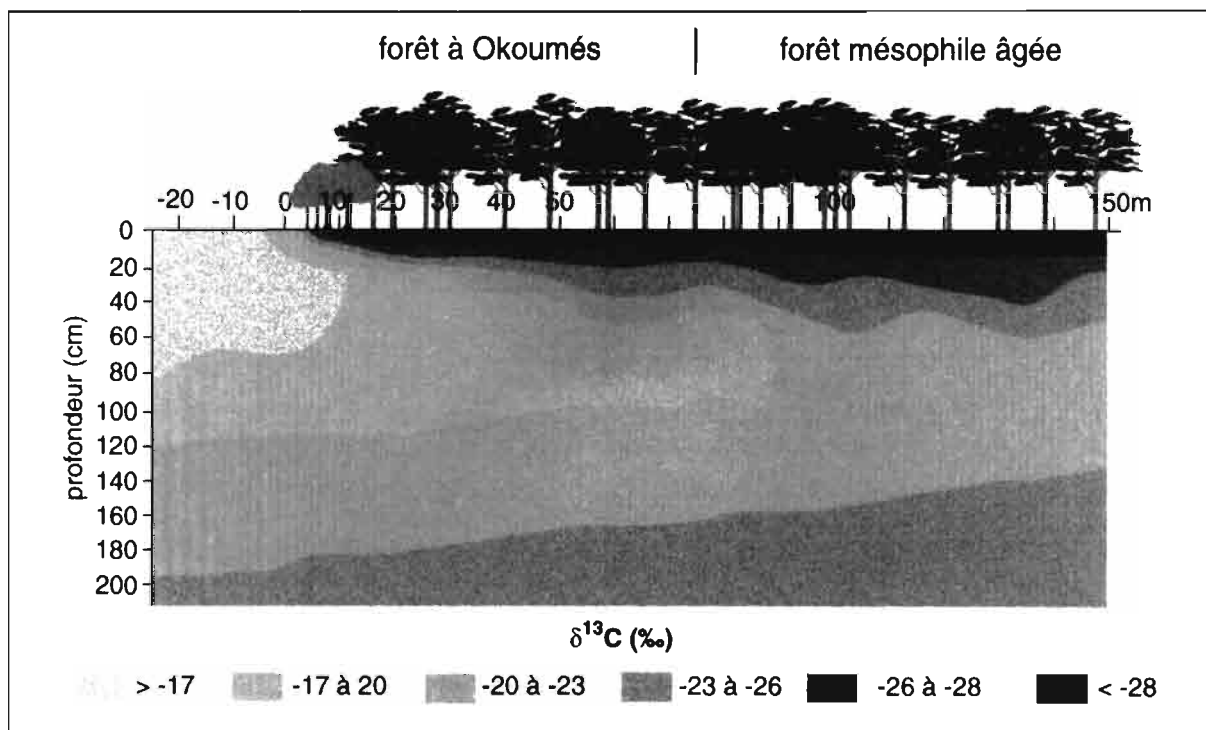 forêt à Okoumés
forêt mésophile âgée
-20 -10 0 10 20 30 40 50 100 150m
profondeur (cm)
0
20
40
60
80
100
120
140
160
180
200
δ¹³C (‰)
> -17 -17 à 20 -20 à -23 -23 à -26 -26 à -28 < -28